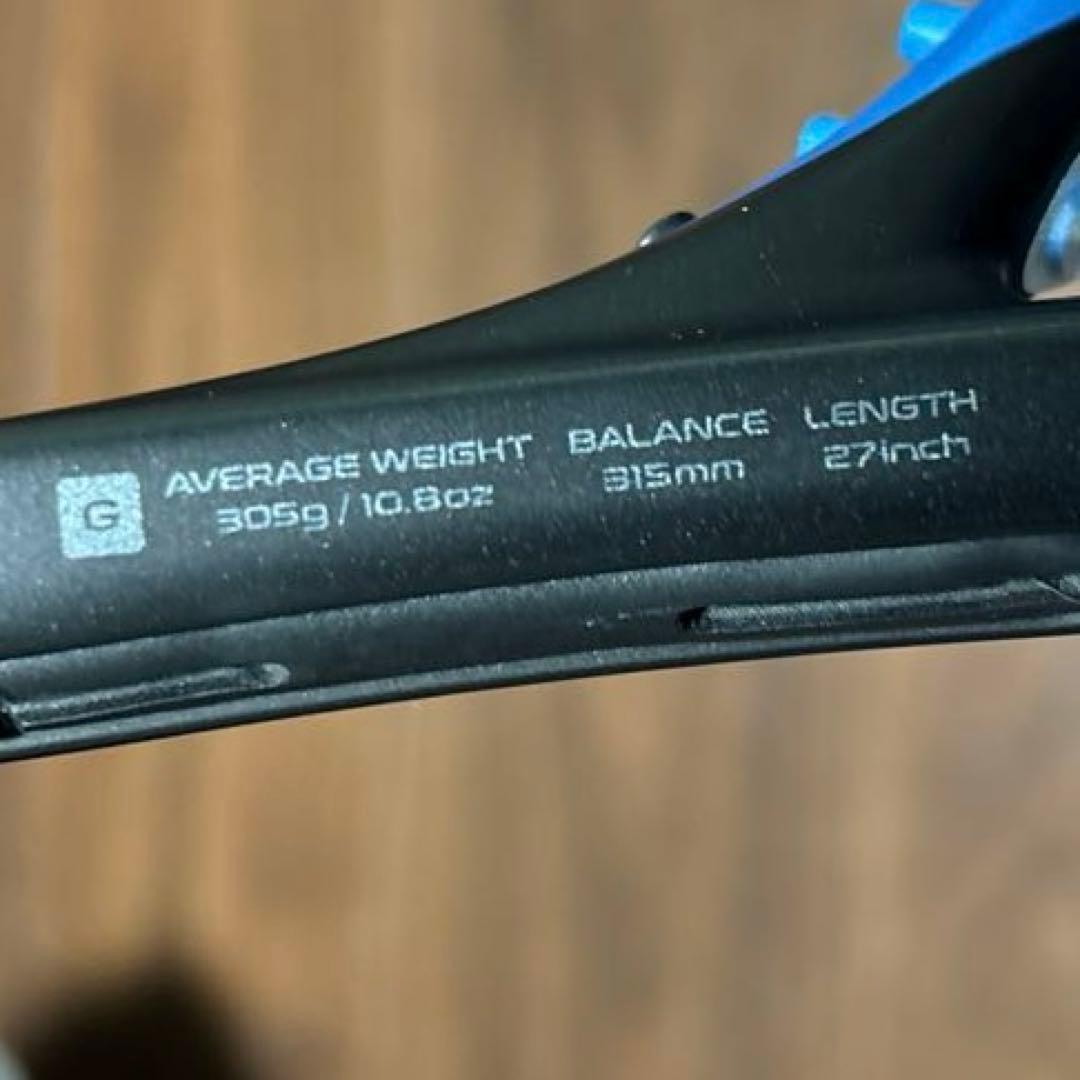 G
AVERAGE WEIGHT
305g / 10.8oz
BALANCE
315mm
LENGTH
27inch